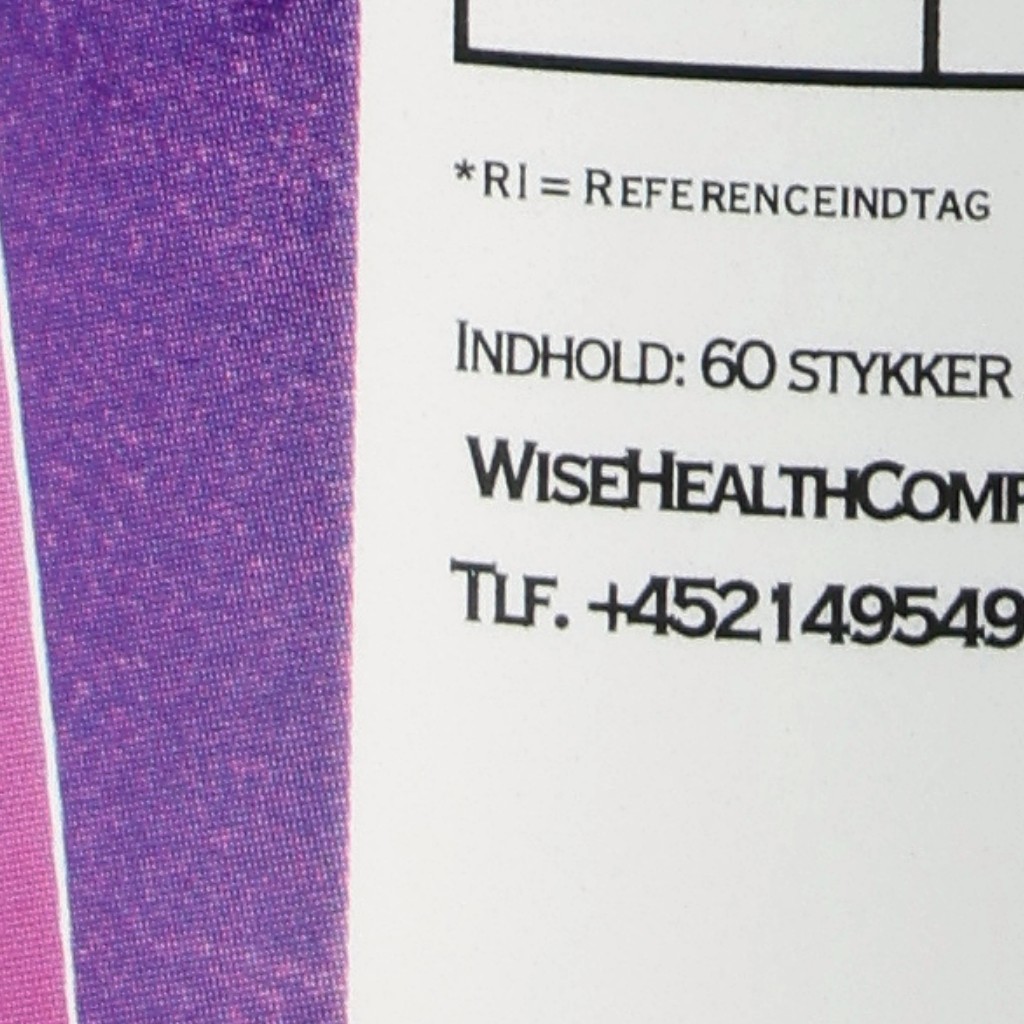 *RI = REFERENCEINDTAG
INDHOLD: 60 STYKKER
WISEHEALTHCOMP
TLF. +452149549